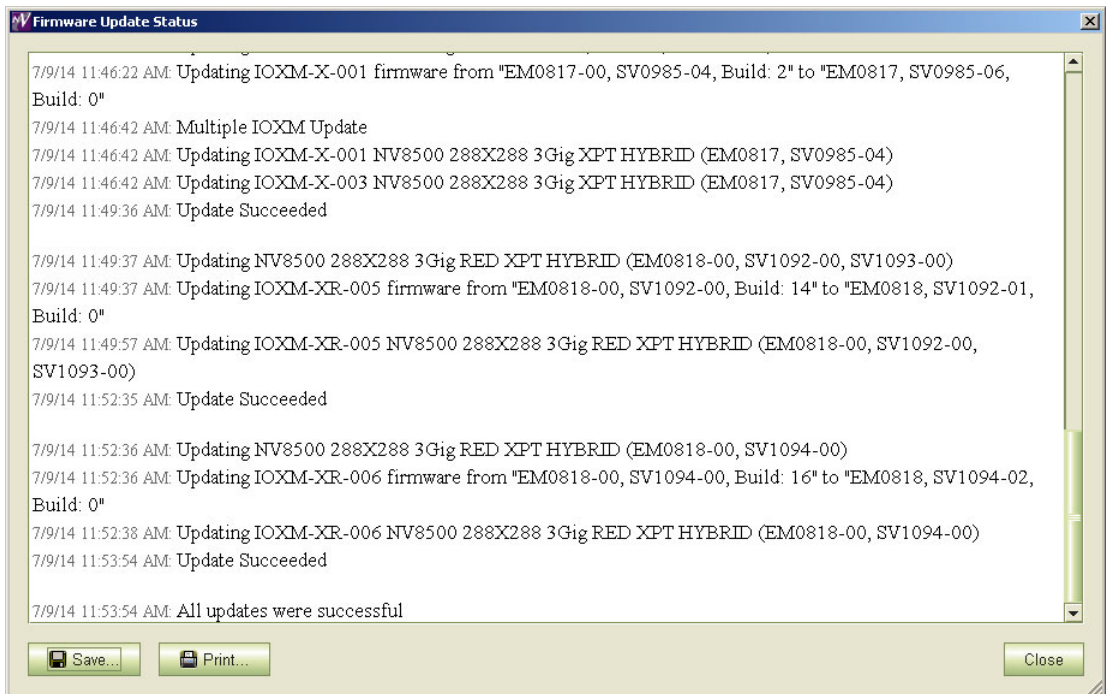 Firmware Update Status
7/9/14 11:46:22 AM: Updating IOXM-X-001 firmware from "EM0817-00, SV0985-04, Build: 2" to "EM0817, SV0985-06,
Build: 0"
7/9/14 11:46:42 AM: Multiple IOXM Update
7/9/14 11:46:42 AM: Updating IOXM-X-001 NV8500 288X288 3Gig XPT HYBRID (EM0817, SV0985-04)
7/9/14 11:46:42 AM: Updating IOXM-X-003 NV8500 288X288 3Gig XPT HYBRID (EM0817, SV0985-04)
7/9/14 11:49:36 AM: Update Succeeded
7/9/14 11:49:37 AM: Updating NV8500 288X288 3Gig RED XPT HYBRID (EM0818-00, SV1092-00, SV1093-00)
7/9/14 11:49:37 AM: Updating IOXM-XR-005 firmware from "EM0818-00, SV1092-00, Build: 14" to "EM0818, SV1092-01,
Build: 0"
7/9/14 11:49:57 AM: Updating IOXM-XR-005 NV8500 288X288 3Gig RED XPT HYBRID (EM0818-00, SV1092-00,
SV1093-00)
7/9/14 11:52:35 AM: Update Succeeded
7/9/14 11:52:36 AM: Updating NV8500 288X288 3Gig RED XPT HYBRID (EM0818-00, SV1094-00)
7/9/14 11:52:36 AM: Updating IOXM-XR-006 firmware from "EM0818-00, SV1094-00, Build: 16" to "EM0818, SV1094-02,
Build: 0"
7/9/14 11:52:38 AM: Updating IOXM-XR-006 NV8500 288X288 3Gig RED XPT HYBRID (EM0818-00, SV1094-00)
7/9/14 11:53:54 AM: Update Succeeded
7/9/14 11:53:54 AM: All updates were successful
Save... Print... Close